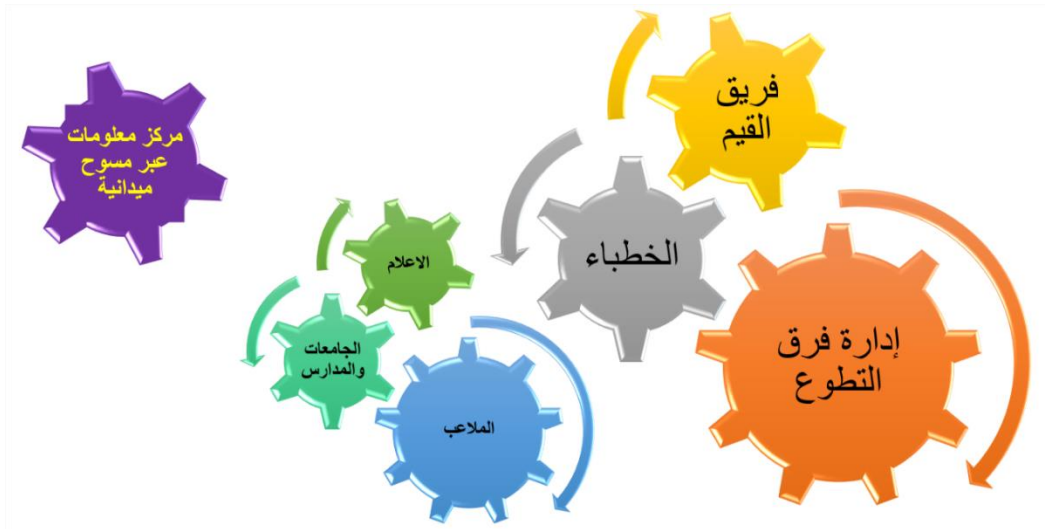 فريق
القيم
الخطباء
إدارة فرق
التطوع
الاعلام
الجامعات
والمدارس
الملاعب
مركز معلومات
عبر مسوح
ميدانية